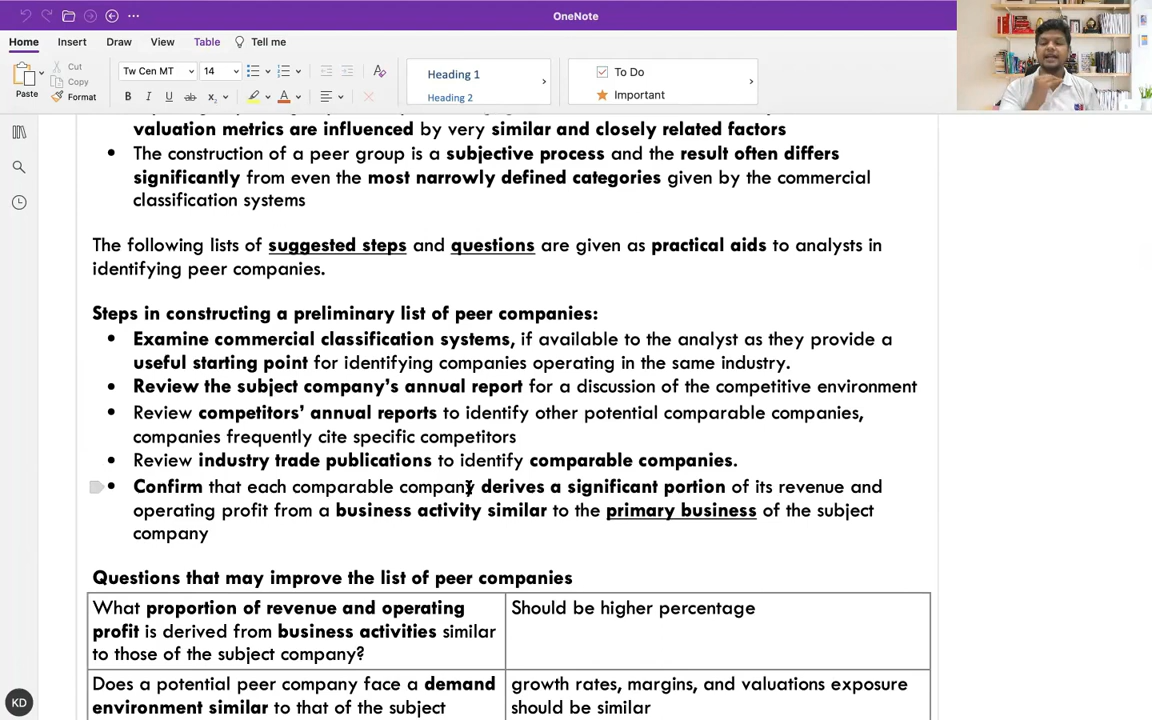 OneNote
Home Insert Draw View Table Tell me
Paste
Cut
Copy
Format
Tw Cen MT 14
B I U ab x₂ A
Heading 1
Heading 2
To Do
Important
valuation metrics are influenced by very similar and closely related factors
• The construction of a peer group is a subjective process and the result often differs
significantly from even the most narrowly defined categories given by the commercial
classification systems
The following lists of suggested steps and questions are given as practical aids to analysts in
identifying peer companies.
Steps in constructing a preliminary list of peer companies:
• Examine commercial classification systems, if available to the analyst as they provide a
useful starting point for identifying companies operating in the same industry.
• Review the subject company's annual report for a discussion of the competitive environment
• Review competitors' annual reports to identify other potential comparable companies,
companies frequently cite specific competitors
• Review industry trade publications to identify comparable companies.
• Confirm that each comparable company derives a significant portion of its revenue and
operating profit from a business activity similar to the primary business of the subject
company
Questions that may improve the list of peer companies
What proportion of revenue and operating
profit is derived from business activities similar
to those of the subject company?
Should be higher percentage
Does a potential peer company face a demand
environment similar to that of the subject
growth rates, margins, and valuations exposure
should be similar
KD